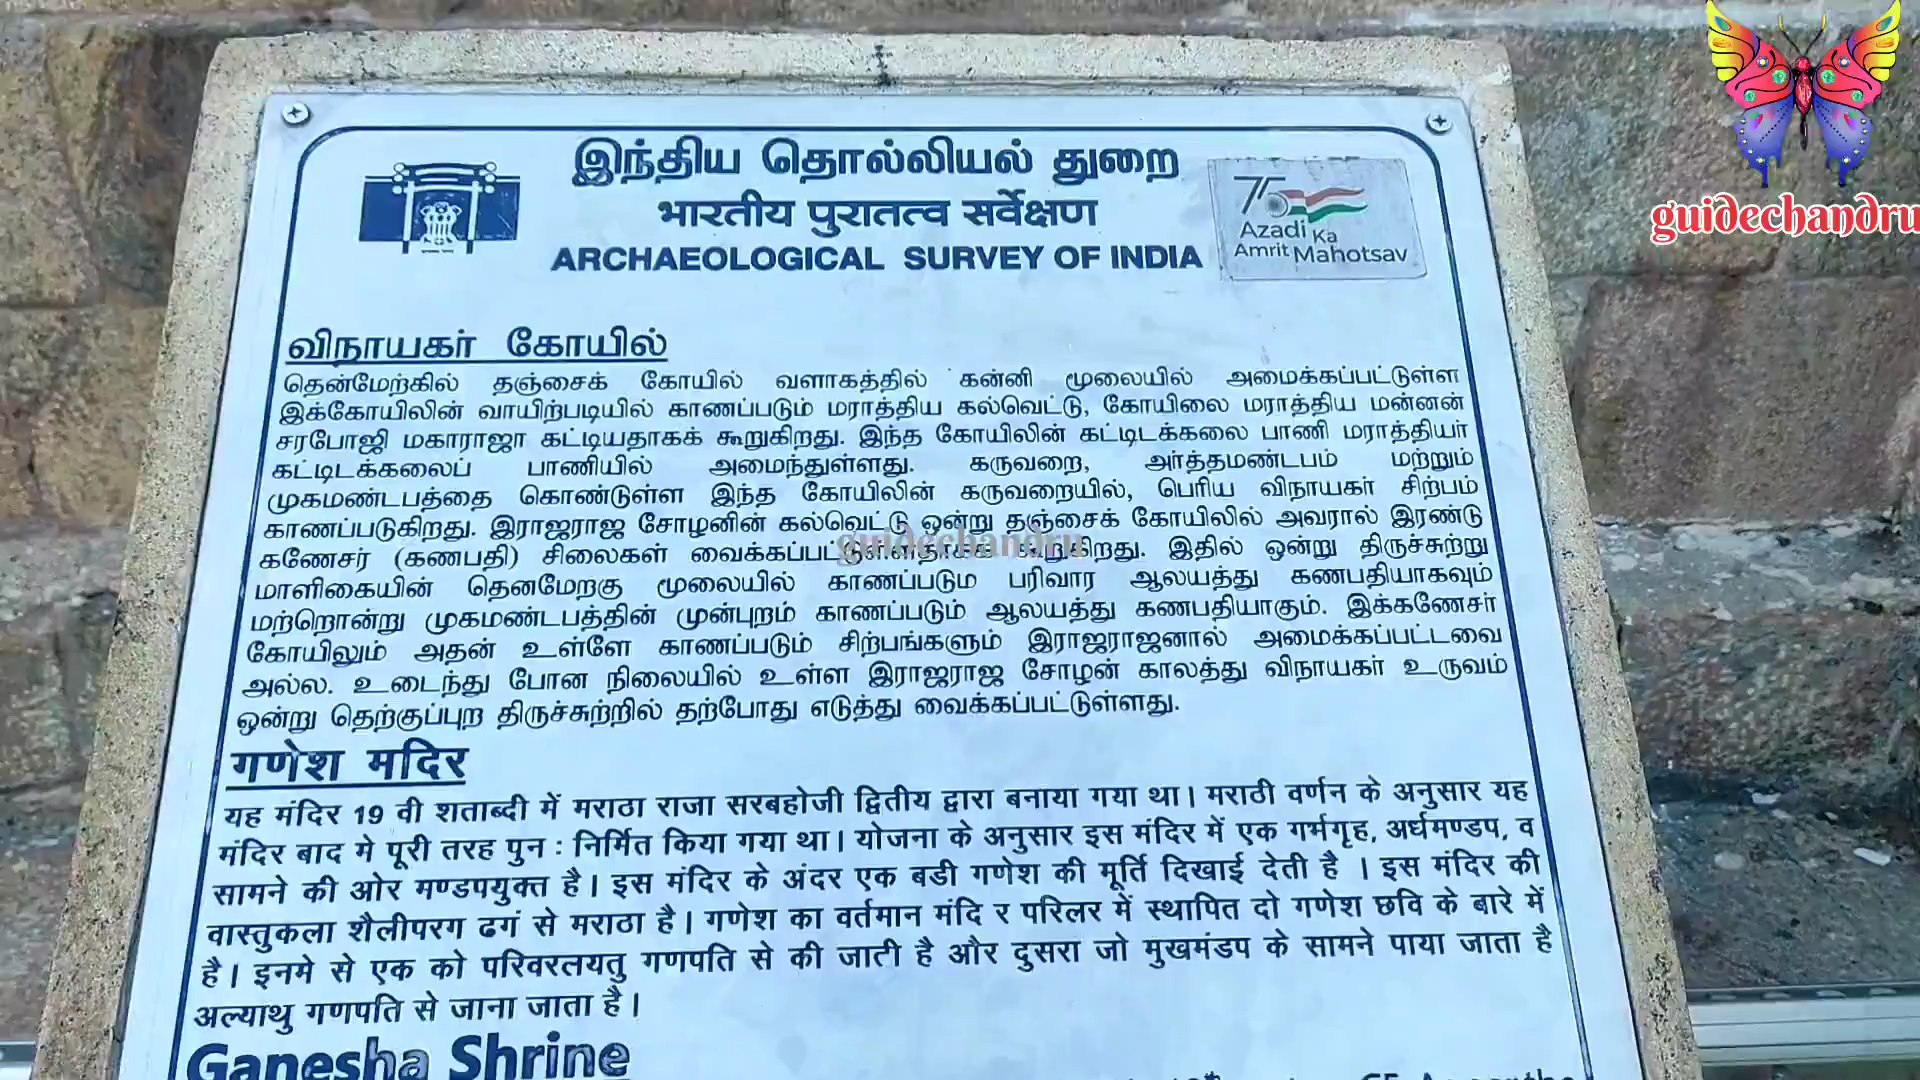 இந்திய தொல்லியல் துறை
भारतीय पुरातत्व सर्वेक्षण
ARCHAEOLOGICAL SURVEY OF INDIA
75
Azadi Ka
Amrit Mahotsav
guidechandru
விநாயகர் கோயில்
தென்மேற்கில் தஞ்சைக் கோயில் வளாகத்தில் கன்னி மூலையில் அமைக்கப்பட்டுள்ள
இக்கோயிலின் வாயிற்படியில் காணப்படும் மராத்திய கல்வெட்டு, கோயிலை மராத்திய மன்னன்
சரபோஜி மகாராஜா கட்டியதாகக் கூறுகிறது. இந்த கோயிலின் கட்டிடக்கலை பாணி மராத்தியர்
கட்டிடக்கலைப் பாணியில் அமைந்துள்ளது. கருவறை, அர்த்தமண்டபம் மற்றும்
முகமண்டபத்தை கொண்டுள்ள இந்த கோயிலின் கருவறையில், பெரிய விநாயகர் சிற்பம்
காணப்படுகிறது. இராஜராஜ சோழனின் கல்வெட்டு ஒன்று தஞ்சைக் கோயிலில் அவரால் இரண்டு
கணேசர் (கணபதி) சிலைகள் கூறுகிறது. இதில் ஒன்று திருச்சுற்று
guidechandru
மாளிகையின் தெனமேறகு மூலையில் காணப்படும பரிவார ஆலயத்து கணபதியாகவும்
மற்றொன்று முகமண்டபத்தின் முன்புறம் காணப்படும் ஆலயத்து கணபதியாகும். இக்கணேசர்
கோயிலும் அதன் உள்ளே காணப்படும் சிற்பங்களும் இராஜராஜனால் அமைக்கப்பட்டவை
அல்ல. உடைந்து போன நிலையில் உள்ள இராஜராஜ சோழன் காலத்து விநாயகர் உருவம்
ஒன்று தெற்குப்புற திருச்சுற்றில் தற்போது எடுத்து வைக்கப்பட்டுள்ளது.
गणेश मदिर
यह मंदिर 19 वी शताब्दी में मराठा राजा सरबहोजी द्वितीय द्वारा बनाया गया था। मराठी वर्णन के अनुसार यह
मंदिर बाद मे पूरी तरह पुन : निर्मित किया गया था। योजना के अनुसार इस मंदिर में एक गर्भगृह, अर्धमण्डप, व
सामने की ओर मण्डपयुक्त है। इस मंदिर के अंदर एक बडी गणेश की मूर्ति दिखाई देती है । इस मंदिर की
वास्तुकला शैलीपरग ढगं से मराठा है। गणेश का वर्तमान मंदि र परिलर में स्थापित दो गणेश छवि के बारे में
है। इनमे से एक को परिवरलयतु गणपति से की जाटी है और दुसरा जो मुखमंडप के सामने पाया जाता है
अल्याथु गणपति से जाना जाता है।
Ganesha Shrine